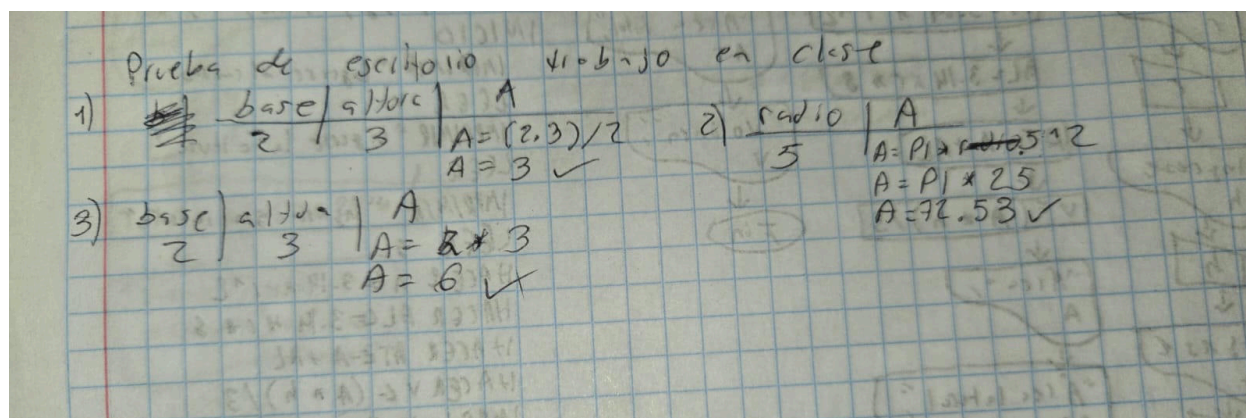 Prueba de escritorio trabajo en clase
1) base | altura | A
2 | 3 | A = (2.3)/2
A = 3 ✓
2) radio | A
5 | A = PI * 5^2
A = PI * 25
A = 72.53 ✓
3) base | altura | A
2 | 3 | A = 2 * 3
A = 6 ✓